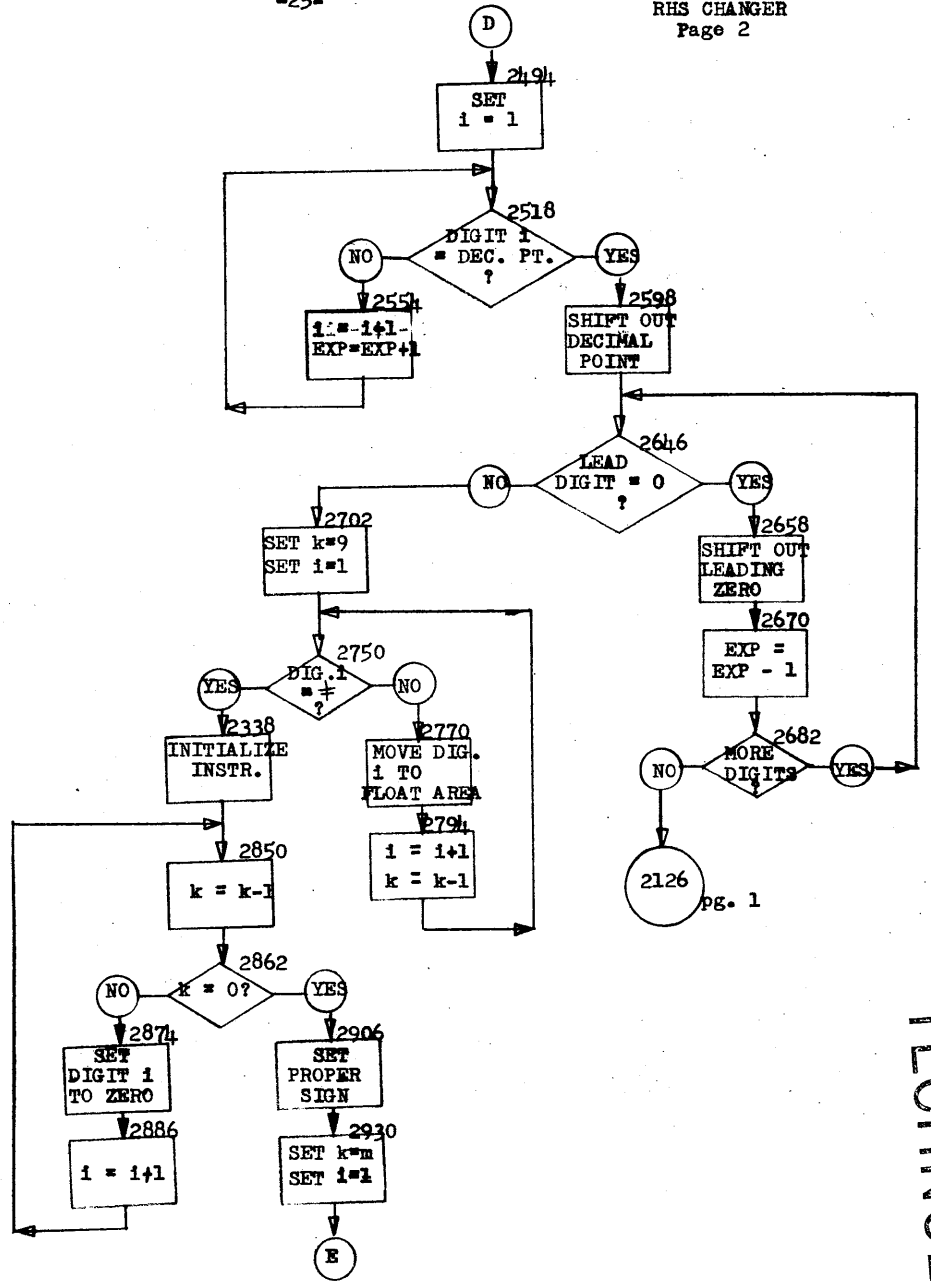 -25-
RHS CHANGER
Page 2
D
2494
SET
i = 1
2518
DIGIT i
= DEC. PT.
?
NO
YES
2554
i = i+1
EXP=EXP+1
2598
SHIFT OUT
DECIMAL
POINT
2646
LEAD
DIGIT = 0
?
NO
YES
2702
SET k=9
SET i=1
2658
SHIFT OUT
LEADING
ZERO
2670
EXP =
EXP - 1
2750
DIG.i
= ‡
?
YES
NO
2338
INITIALIZE
INSTR.
2770
MOVE DIG.
i TO
FLOAT AREA
2682
MORE
DIGITS
?
NO
YES
2794
i = i+1
k = k-1
2850
k = k-1
2126
pg. 1
2862
k = 0?
NO
YES
2874
SET
DIGIT i
TO ZERO
2906
SET
PROPER
SIGN
2886
i = i+1
2930
SET k=m
SET i=1
E